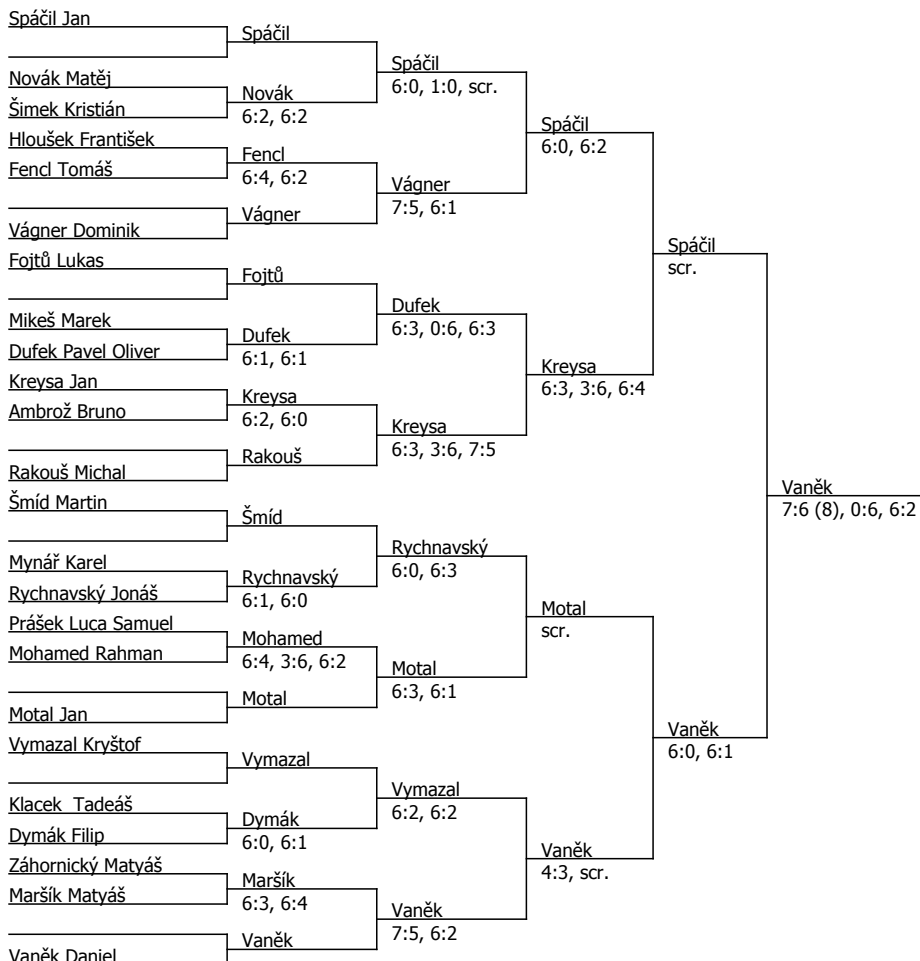 Spáčil Jan
Novák Matěj
Šimek Kristián
Hloušek František
Fencl Tomáš
Vágner Dominik
Fojtů Lukas
Mikeš Marek
Dufek Pavel Oliver
Kreysa Jan
Ambrož Bruno
Rakouš Michal
Šmíd Martin
Mynář Karel
Rychnavský Jonáš
Prášek Luca Samuel
Mohamed Rahman
Motal Jan
Vymazal Kryštof
Klacek  Tadeáš
Dymák Filip
Záhornický Matyáš
Maršík Matyáš
Vaněk Daniel
Spáčil
Novák
6:2, 6:2
Fencl
6:4, 6:2
Vágner
Fojtů
Dufek
6:1, 6:1
Kreysa
6:2, 6:0
Rakouš
Šmíd
Rychnavský
6:1, 6:0
Mohamed
6:4, 3:6, 6:2
Motal
Vymazal
Dymák
6:0, 6:1
Maršík
6:3, 6:4
Vaněk
Spáčil
6:0, 1:0, scr.
Vágner
7:5, 6:1
Dufek
6:3, 0:6, 6:3
Kreysa
6:3, 3:6, 7:5
Rychnavský
6:0, 6:3
Motal
6:3, 6:1
Vymazal
6:2, 6:2
Vaněk
7:5, 6:2
Spáčil
6:0, 6:2
Kreysa
6:3, 3:6, 6:4
Motal
scr.
Vaněk
4:3, scr.
Spáčil
scr.
Vaněk
6:0, 6:1
Vaněk
7:6 (8), 0:6, 6:2